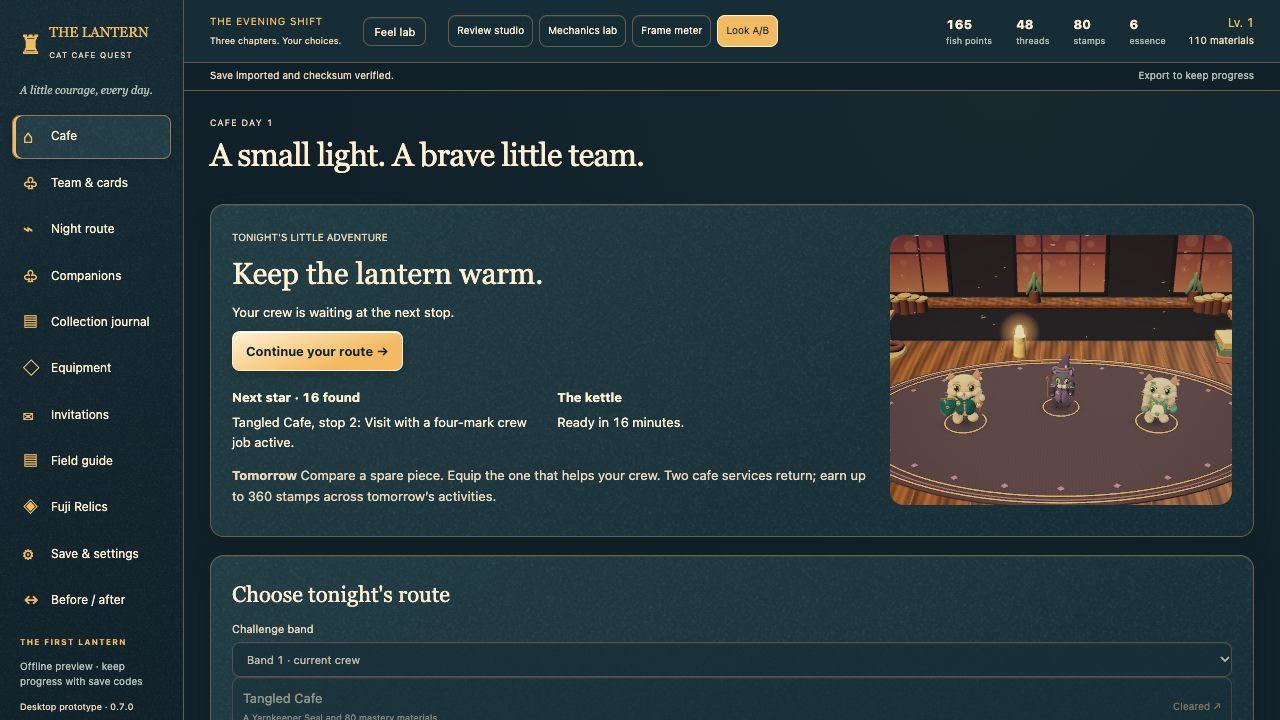 THE LANTERN
CAT CAFE QUEST
A little courage, every day.
Cafe
Team & cards
Night route
Companions
Collection journal
Equipment
Invitations
Field guide
Fuji Relics
Save & settings
Before / after
THE FIRST LANTERN
Offline preview · keep
progress with save codes
Desktop prototype · 0.7.0
THE EVENING SHIFT
Three chapters. Your choices.
Feel lab
Review studio
Mechanics lab
Frame meter
Look A/B
165
fish points
48
threads
80
stamps
6
essence
Lv. 1
110 materials
Save imported and checksum verified.
Export to keep progress
CAFE DAY 1
A small light. A brave little team.
TONIGHT'S LITTLE ADVENTURE
Keep the lantern warm.
Your crew is waiting at the next stop.
Continue your route →
Next star · 16 found
Tangled Cafe, stop 2: Visit with a four-mark crew
job active.
The kettle
Ready in 16 minutes.
Tomorrow Compare a spare piece. Equip the one that helps your crew. Two cafe services return; earn up
to 360 stamps across tomorrow’s activities.
Choose tonight's route
Challenge band
Band 1 · current crew
Tangled Cafe
A Yarnkeeper Seal and 80 mastery materials
Cleared ↗